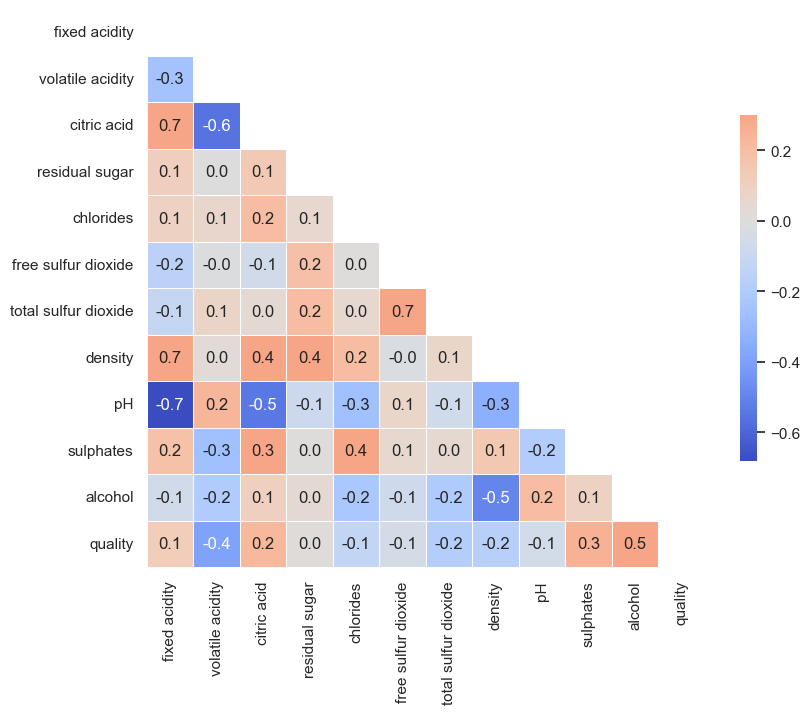 fixed acidity
volatile acidity -0.3
citric acid 0.7 -0.6
residual sugar 0.1 0.0 0.1
chlorides 0.1 0.1 0.2 0.1
free sulfur dioxide -0.2 -0.0 -0.1 0.2 0.0
total sulfur dioxide -0.1 0.1 0.0 0.2 0.0 0.7
density 0.7 0.0 0.4 0.4 0.2 -0.0 0.1
pH -0.7 0.2 -0.5 -0.1 -0.3 0.1 -0.1 -0.3
sulphates 0.2 -0.3 0.3 0.0 0.4 0.1 0.0 0.1 -0.2
alcohol -0.1 -0.2 0.1 0.0 -0.2 -0.1 -0.2 -0.5 0.2 0.1
quality 0.1 -0.4 0.2 0.0 -0.1 -0.1 -0.2 -0.2 -0.1 0.3 0.5
fixed acidity
volatile acidity
citric acid
residual sugar
chlorides
free sulfur dioxide
total sulfur dioxide
density
pH
sulphates
alcohol
quality
0.2
0.0
−0.2
−0.4
−0.6